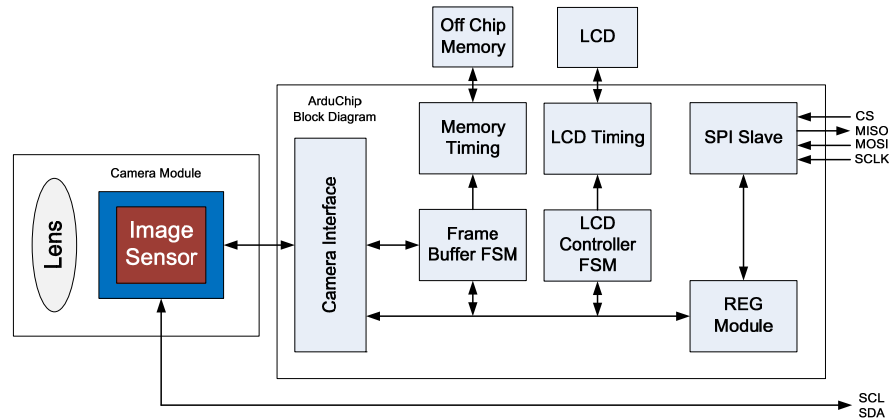 Off Chip
Memory
LCD
ArduChip
Block Diagram
Memory
Timing
LCD Timing
SPI Slave
CS
MISO
MOSI
SCLK
Camera Module
Lens
Image
Sensor
Camera Interface
Frame
Buffer FSM
LCD
Controller
FSM
REG
Module
SCL
SDA